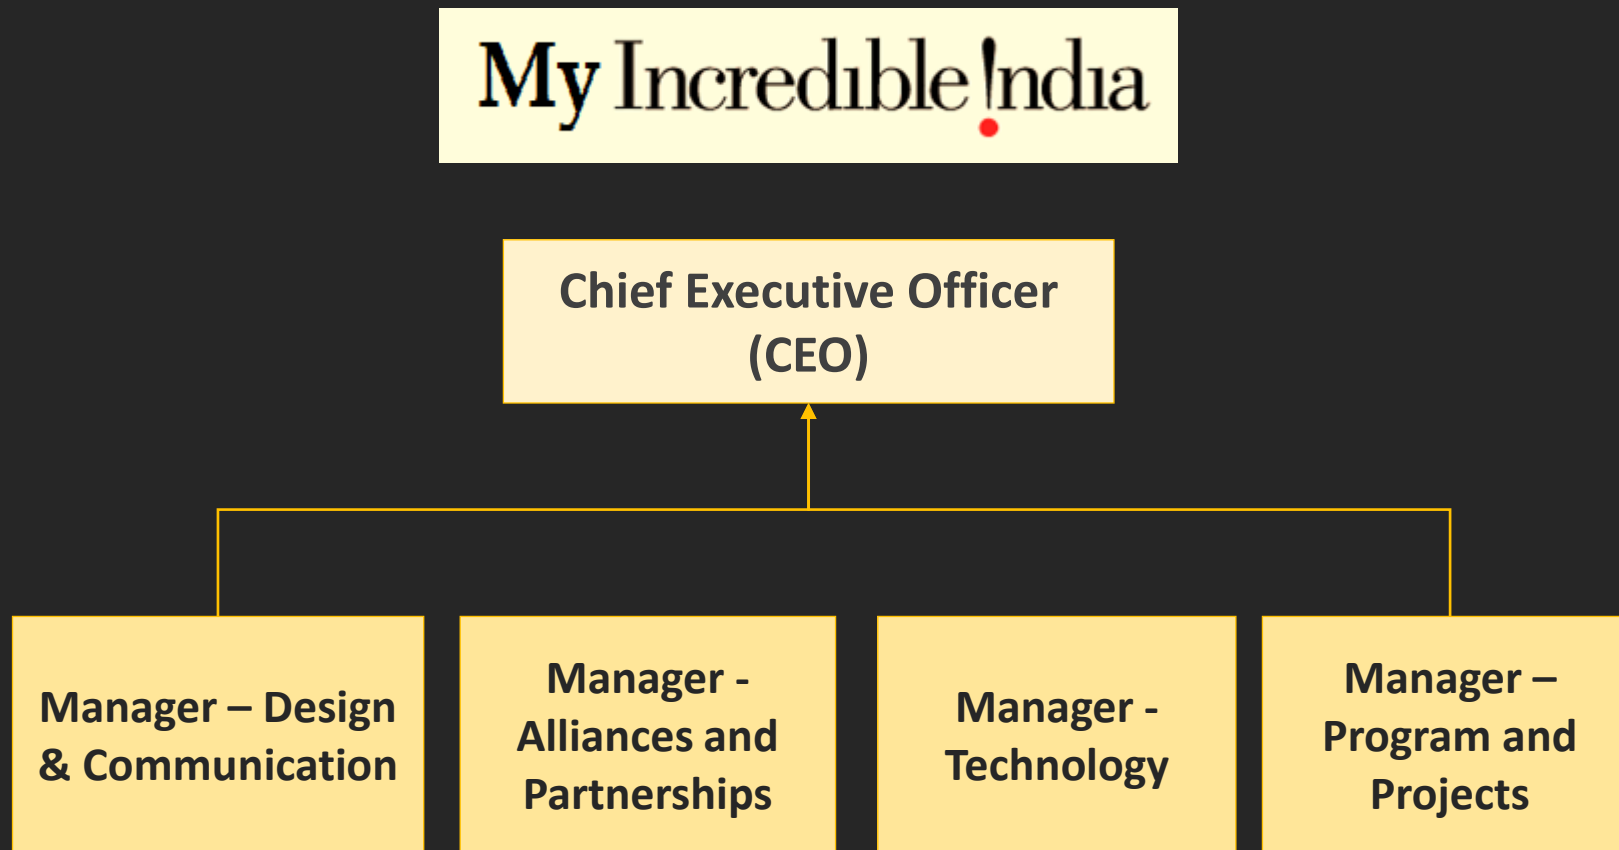 My Incredible !ndia
Chief Executive Officer
(CEO)
Manager – Design
& Communication
Manager -
Alliances and
Partnerships
Manager -
Technology
Manager –
Program and
Projects